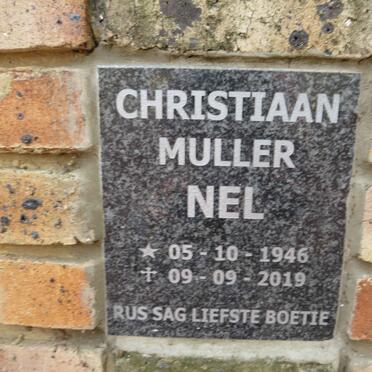 CHRISTIAAN
MULLER
NEL
★ 05 - 10 - 1946
✝ 09 - 09 - 2019
RUS SAG LIEFSTE BOETIE